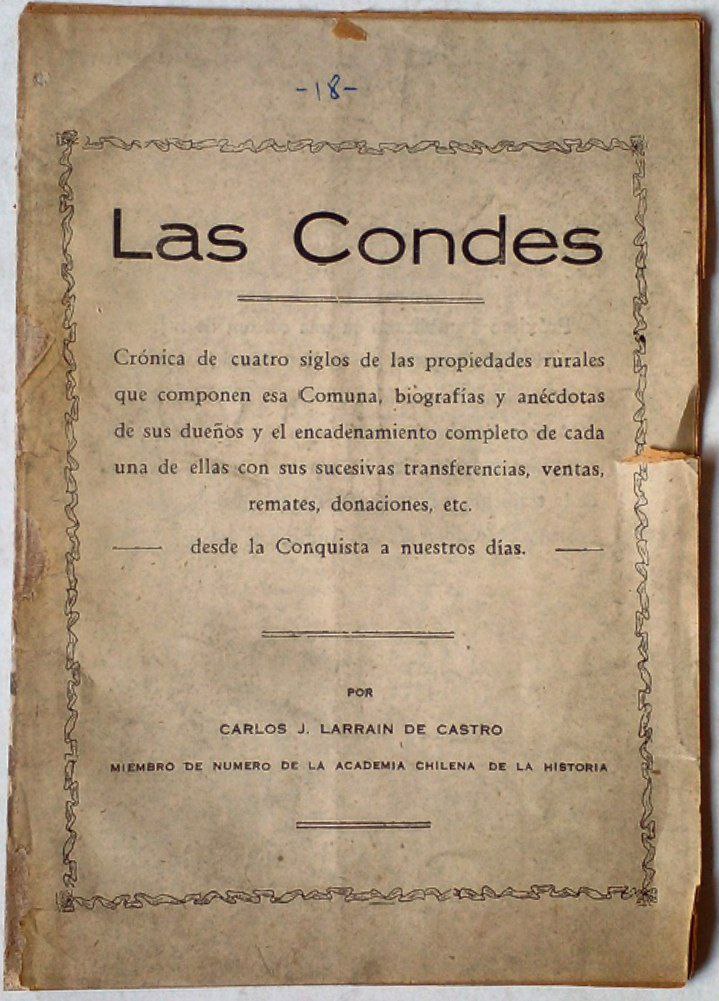 -18-
Las Condes
Crónica de cuatro siglos de las propiedades rurales
que componen esa Comuna, biografías y anécdotas
de sus dueños y el encadenamiento completo de cada
una de ellas con sus sucesivas transferencias, ventas,
remates, donaciones, etc.
desde la Conquista a nuestros días.
POR
CARLOS J. LARRAIN DE CASTRO
MIEMBRO DE NUMERO DE LA ACADEMIA CHILENA DE LA HISTORIA